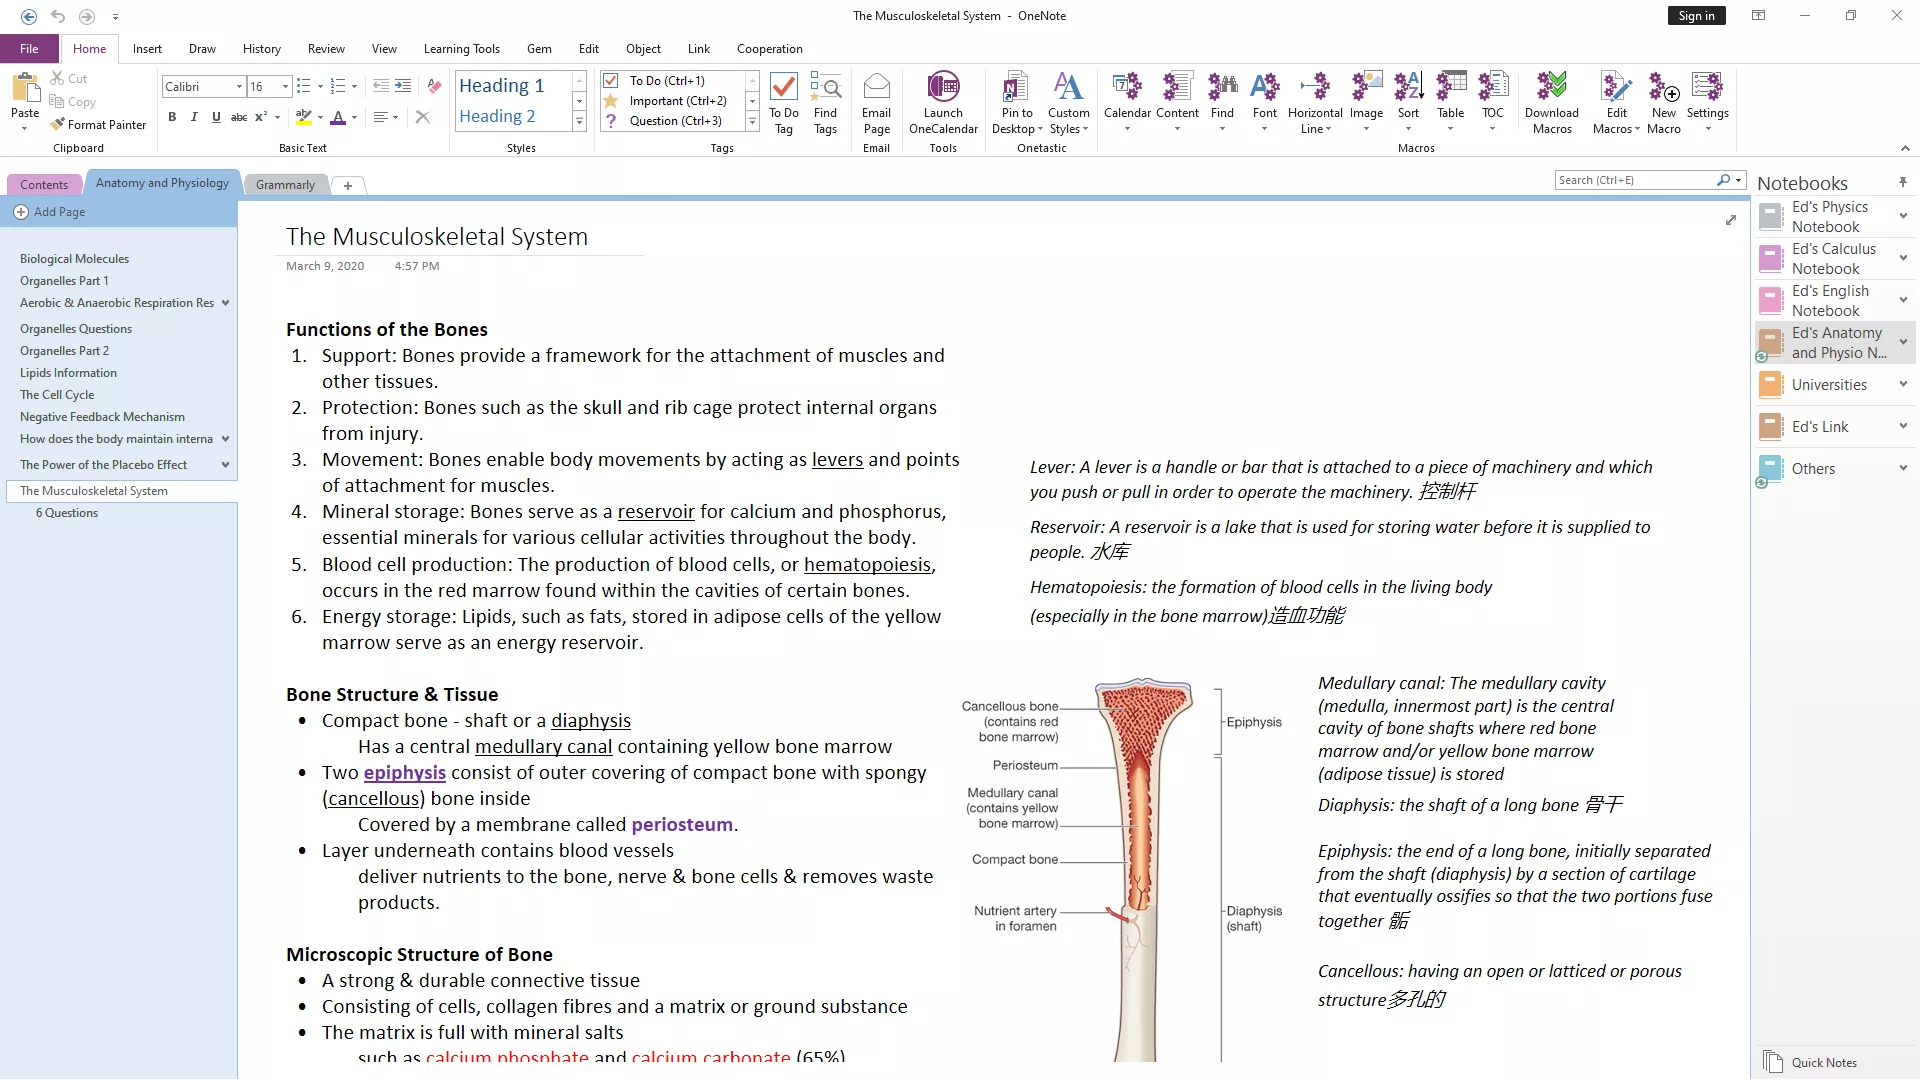 The Musculoskeletal System - OneNote
Sign in
File Home Insert Draw History Review View Learning Tools Gem Edit Object Link Cooperation
Paste
Cut
Copy
Format Painter
Clipboard
Calibri 16
B I U abc x² A
Basic Text
Heading 1
Heading 2
Styles
To Do (Ctrl+1)
Important (Ctrl+2)
Question (Ctrl+3)
To Do
Tag
Find
Tags
Tags
Email
Page
Email
Launch
OneCalendar
Tools
Pin to
Desktop
Custom
Styles
Onetastic
Calendar
Content
Find
Font
Horizontal
Line
Image
Sort
Table
TOC
Download
Macros
Edit
Macros
New
Macro
Settings
Macros
Contents
Anatomy and Physiology
Grammarly
Search (Ctrl+E)
Add Page
Biological Molecules
Organelles Part 1
Aerobic & Anaerobic Respiration Res
Organelles Questions
Organelles Part 2
Lipids Information
The Cell Cycle
Negative Feedback Mechanism
How does the body maintain interna
The Power of the Placebo Effect
The Musculoskeletal System
6 Questions
The Musculoskeletal System
March 9, 2020 4:57 PM
Functions of the Bones
1. Support: Bones provide a framework for the attachment of muscles and
other tissues.
2. Protection: Bones such as the skull and rib cage protect internal organs
from injury.
3. Movement: Bones enable body movements by acting as levers and points
of attachment for muscles.
4. Mineral storage: Bones serve as a reservoir for calcium and phosphorus,
essential minerals for various cellular activities throughout the body.
5. Blood cell production: The production of blood cells, or hematopoiesis,
occurs in the red marrow found within the cavities of certain bones.
6. Energy storage: Lipids, such as fats, stored in adipose cells of the yellow
marrow serve as an energy reservoir.
Lever: A lever is a handle or bar that is attached to a piece of machinery and which
you push or pull in order to operate the machinery. 控制杆
Reservoir: A reservoir is a lake that is used for storing water before it is supplied to
people. 水库
Hematopoiesis: the formation of blood cells in the living body
(especially in the bone marrow)造血功能
Bone Structure & Tissue
• Compact bone - shaft or a diaphysis
Has a central medullary canal containing yellow bone marrow
• Two epiphysis consist of outer covering of compact bone with spongy
(cancellous) bone inside
Covered by a membrane called periosteum.
• Layer underneath contains blood vessels
deliver nutrients to the bone, nerve & bone cells & removes waste
products.
Microscopic Structure of Bone
• A strong & durable connective tissue
• Consisting of cells, collagen fibres and a matrix or ground substance
• The matrix is full with mineral salts
such as calcium phosphate and calcium carbonate (65%)
Cancellous bone
(contains red
bone marrow)
Periosteum
Medullary canal
(contains yellow
bone marrow)
Compact bone
Nutrient artery
in foramen
Epiphysis
Diaphysis
(shaft)
Medullary canal: The medullary cavity
(medulla, innermost part) is the central
cavity of bone shafts where red bone
marrow and/or yellow bone marrow
(adipose tissue) is stored
Diaphysis: the shaft of a long bone 骨干
Epiphysis: the end of a long bone, initially separated
from the shaft (diaphysis) by a section of cartilage
that eventually ossifies so that the two portions fuse
together 骺
Cancellous: having an open or latticed or porous
structure多孔的
Notebooks
Ed's Physics
Notebook
Ed's Calculus
Notebook
Ed's English
Notebook
Ed's Anatomy
and Physio N...
Universities
Ed's Link
Others
Quick Notes